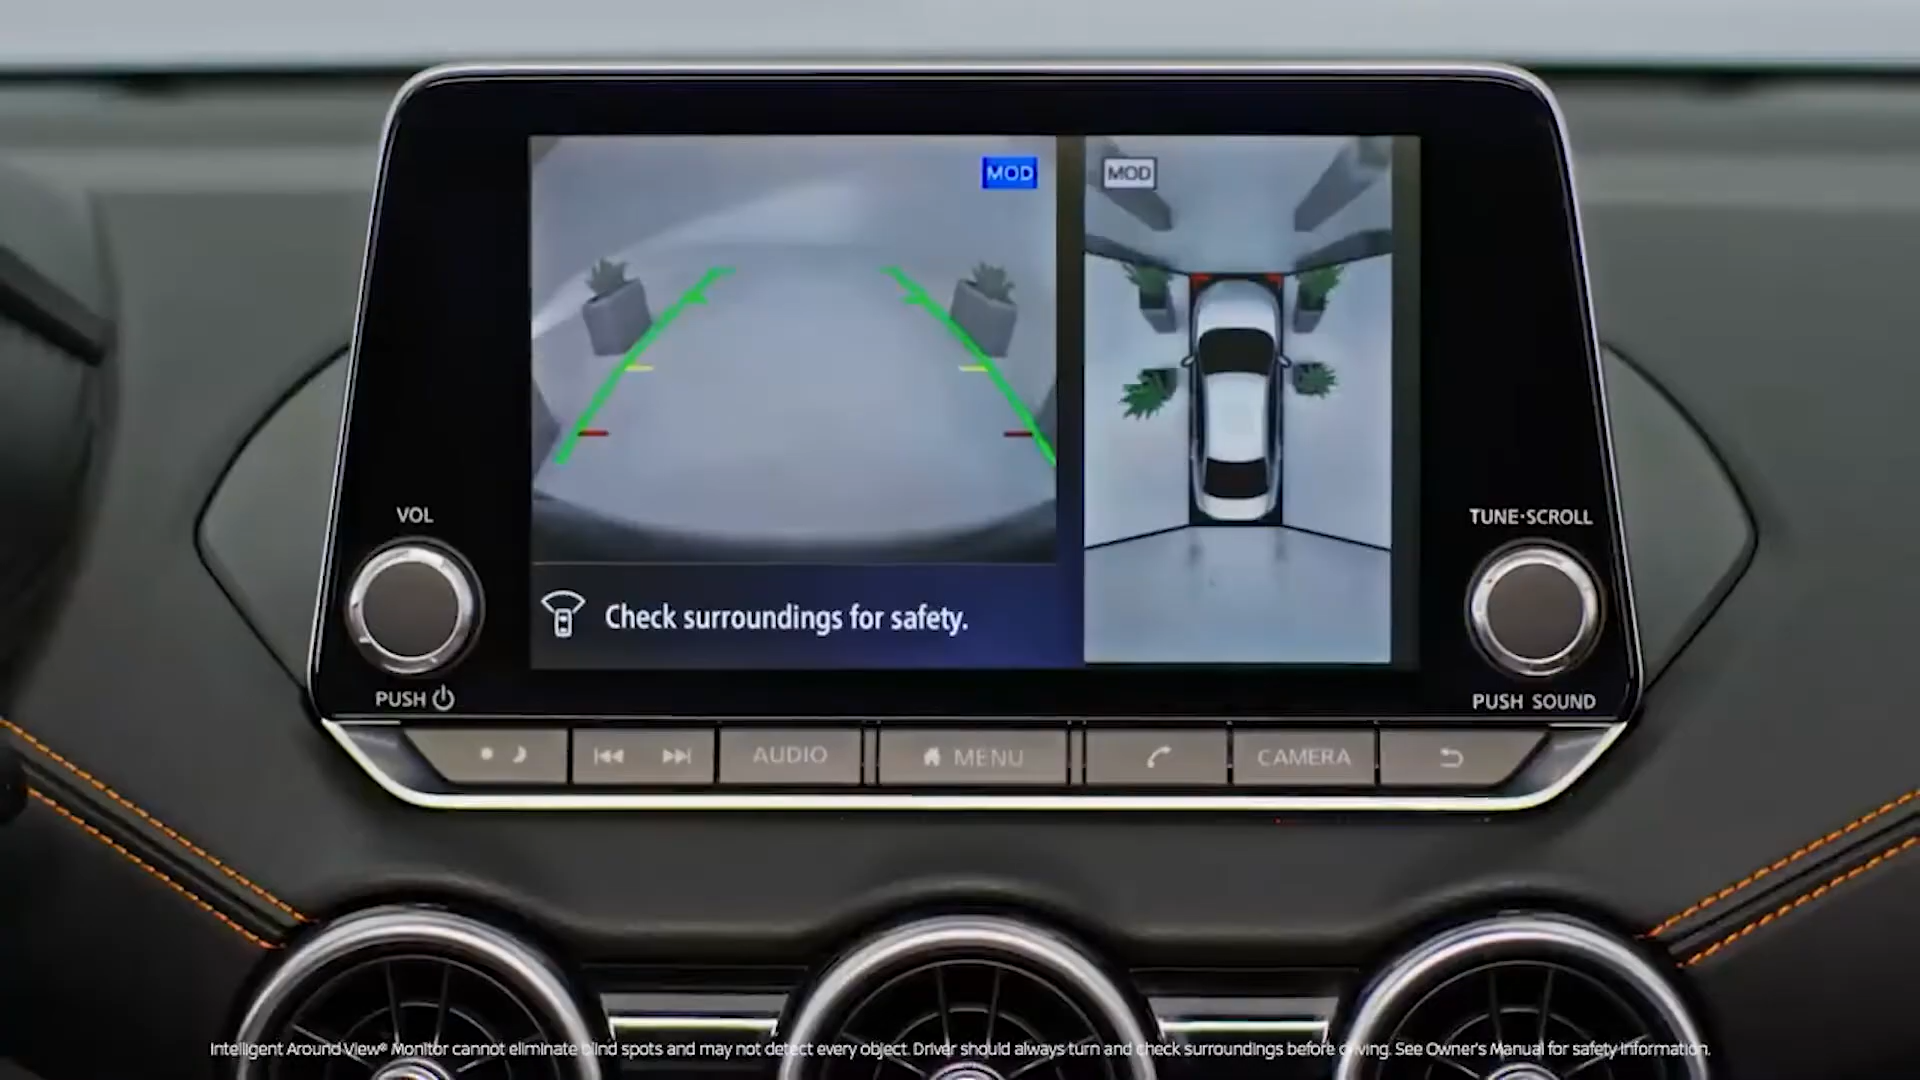 MOD
MOD
VOL
TUNE·SCROLL
Check surroundings for safety.
PUSH
PUSH SOUND
AUDIO
MENU
CAMERA
Intelligent Around View® Monitor cannot eliminate blind spots and may not detect every object. Driver should always turn and check surroundings before driving. See Owner's Manual for safety information.